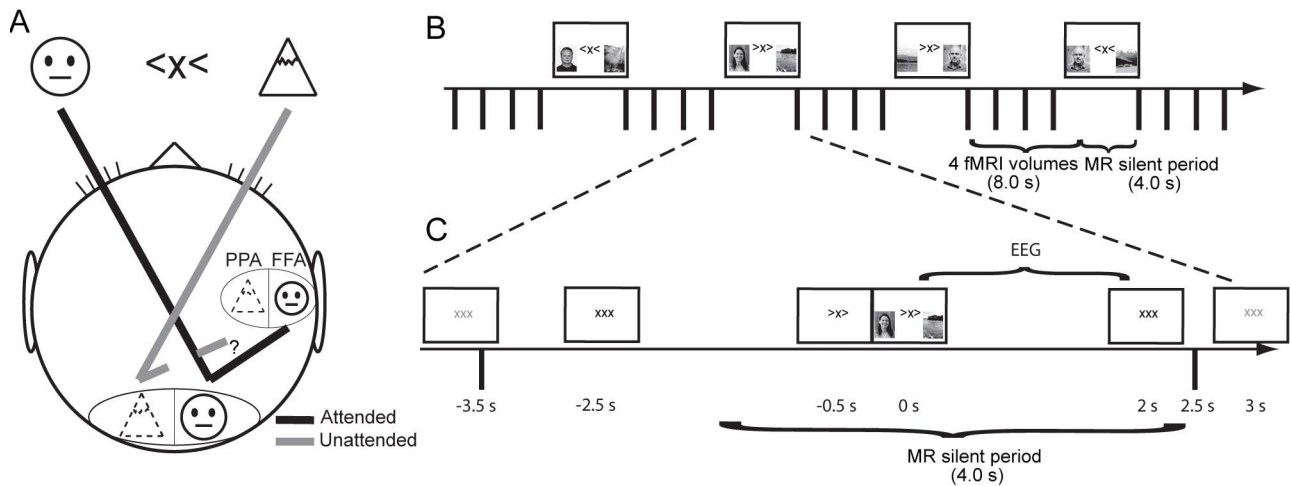 A
<x<
PPA FFA
?
Attended
Unattended
B
<x<
>x>
>x>
<x<
4 fMRI volumes
(8.0 s)
MR silent period
(4.0 s)
C
EEG
xxx
xxx
>x>
>x>
xxx
xxx
-3.5 s
-2.5 s
-0.5 s
0 s
2 s
2.5 s
3 s
MR silent period
(4.0 s)